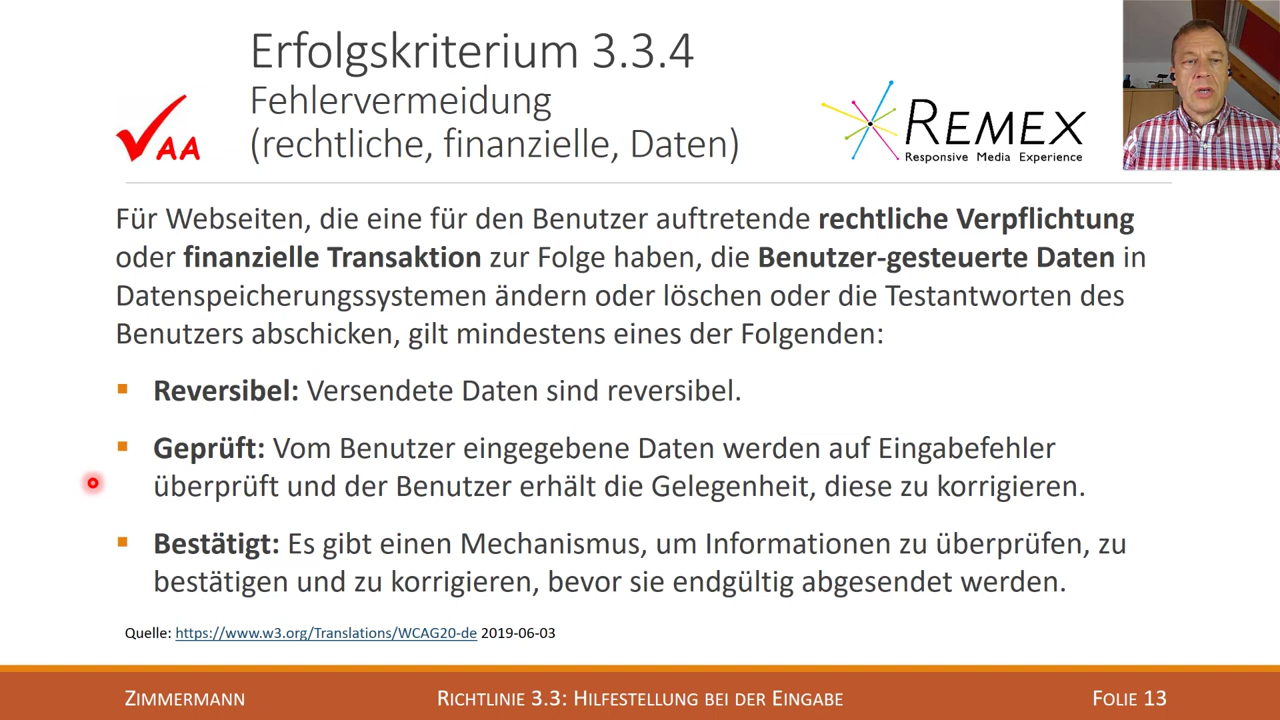 Erfolgskriterium 3.3.4
Fehlervermeidung
(rechtliche, finanzielle, Daten)
AA
REMEX
Responsive Media Experience
Für Webseiten, die eine für den Benutzer auftretende rechtliche Verpflichtung
oder finanzielle Transaktion zur Folge haben, die Benutzer-gesteuerte Daten in
Datenspeicherungssystemen ändern oder löschen oder die Testantworten des
Benutzers abschicken, gilt mindestens eines der Folgenden:
Reversibel: Versendete Daten sind reversibel.
Geprüft: Vom Benutzer eingegebene Daten werden auf Eingabefehler
überprüft und der Benutzer erhält die Gelegenheit, diese zu korrigieren.
Bestätigt: Es gibt einen Mechanismus, um Informationen zu überprüfen, zu
bestätigen und zu korrigieren, bevor sie endgültig abgesendet werden.
Quelle: https://www.w3.org/Translations/WCAG20-de 2019-06-03
ZIMMERMANN
RICHTLINIE 3.3: HILFESTELLUNG BEI DER EINGABE
FOLIE 13